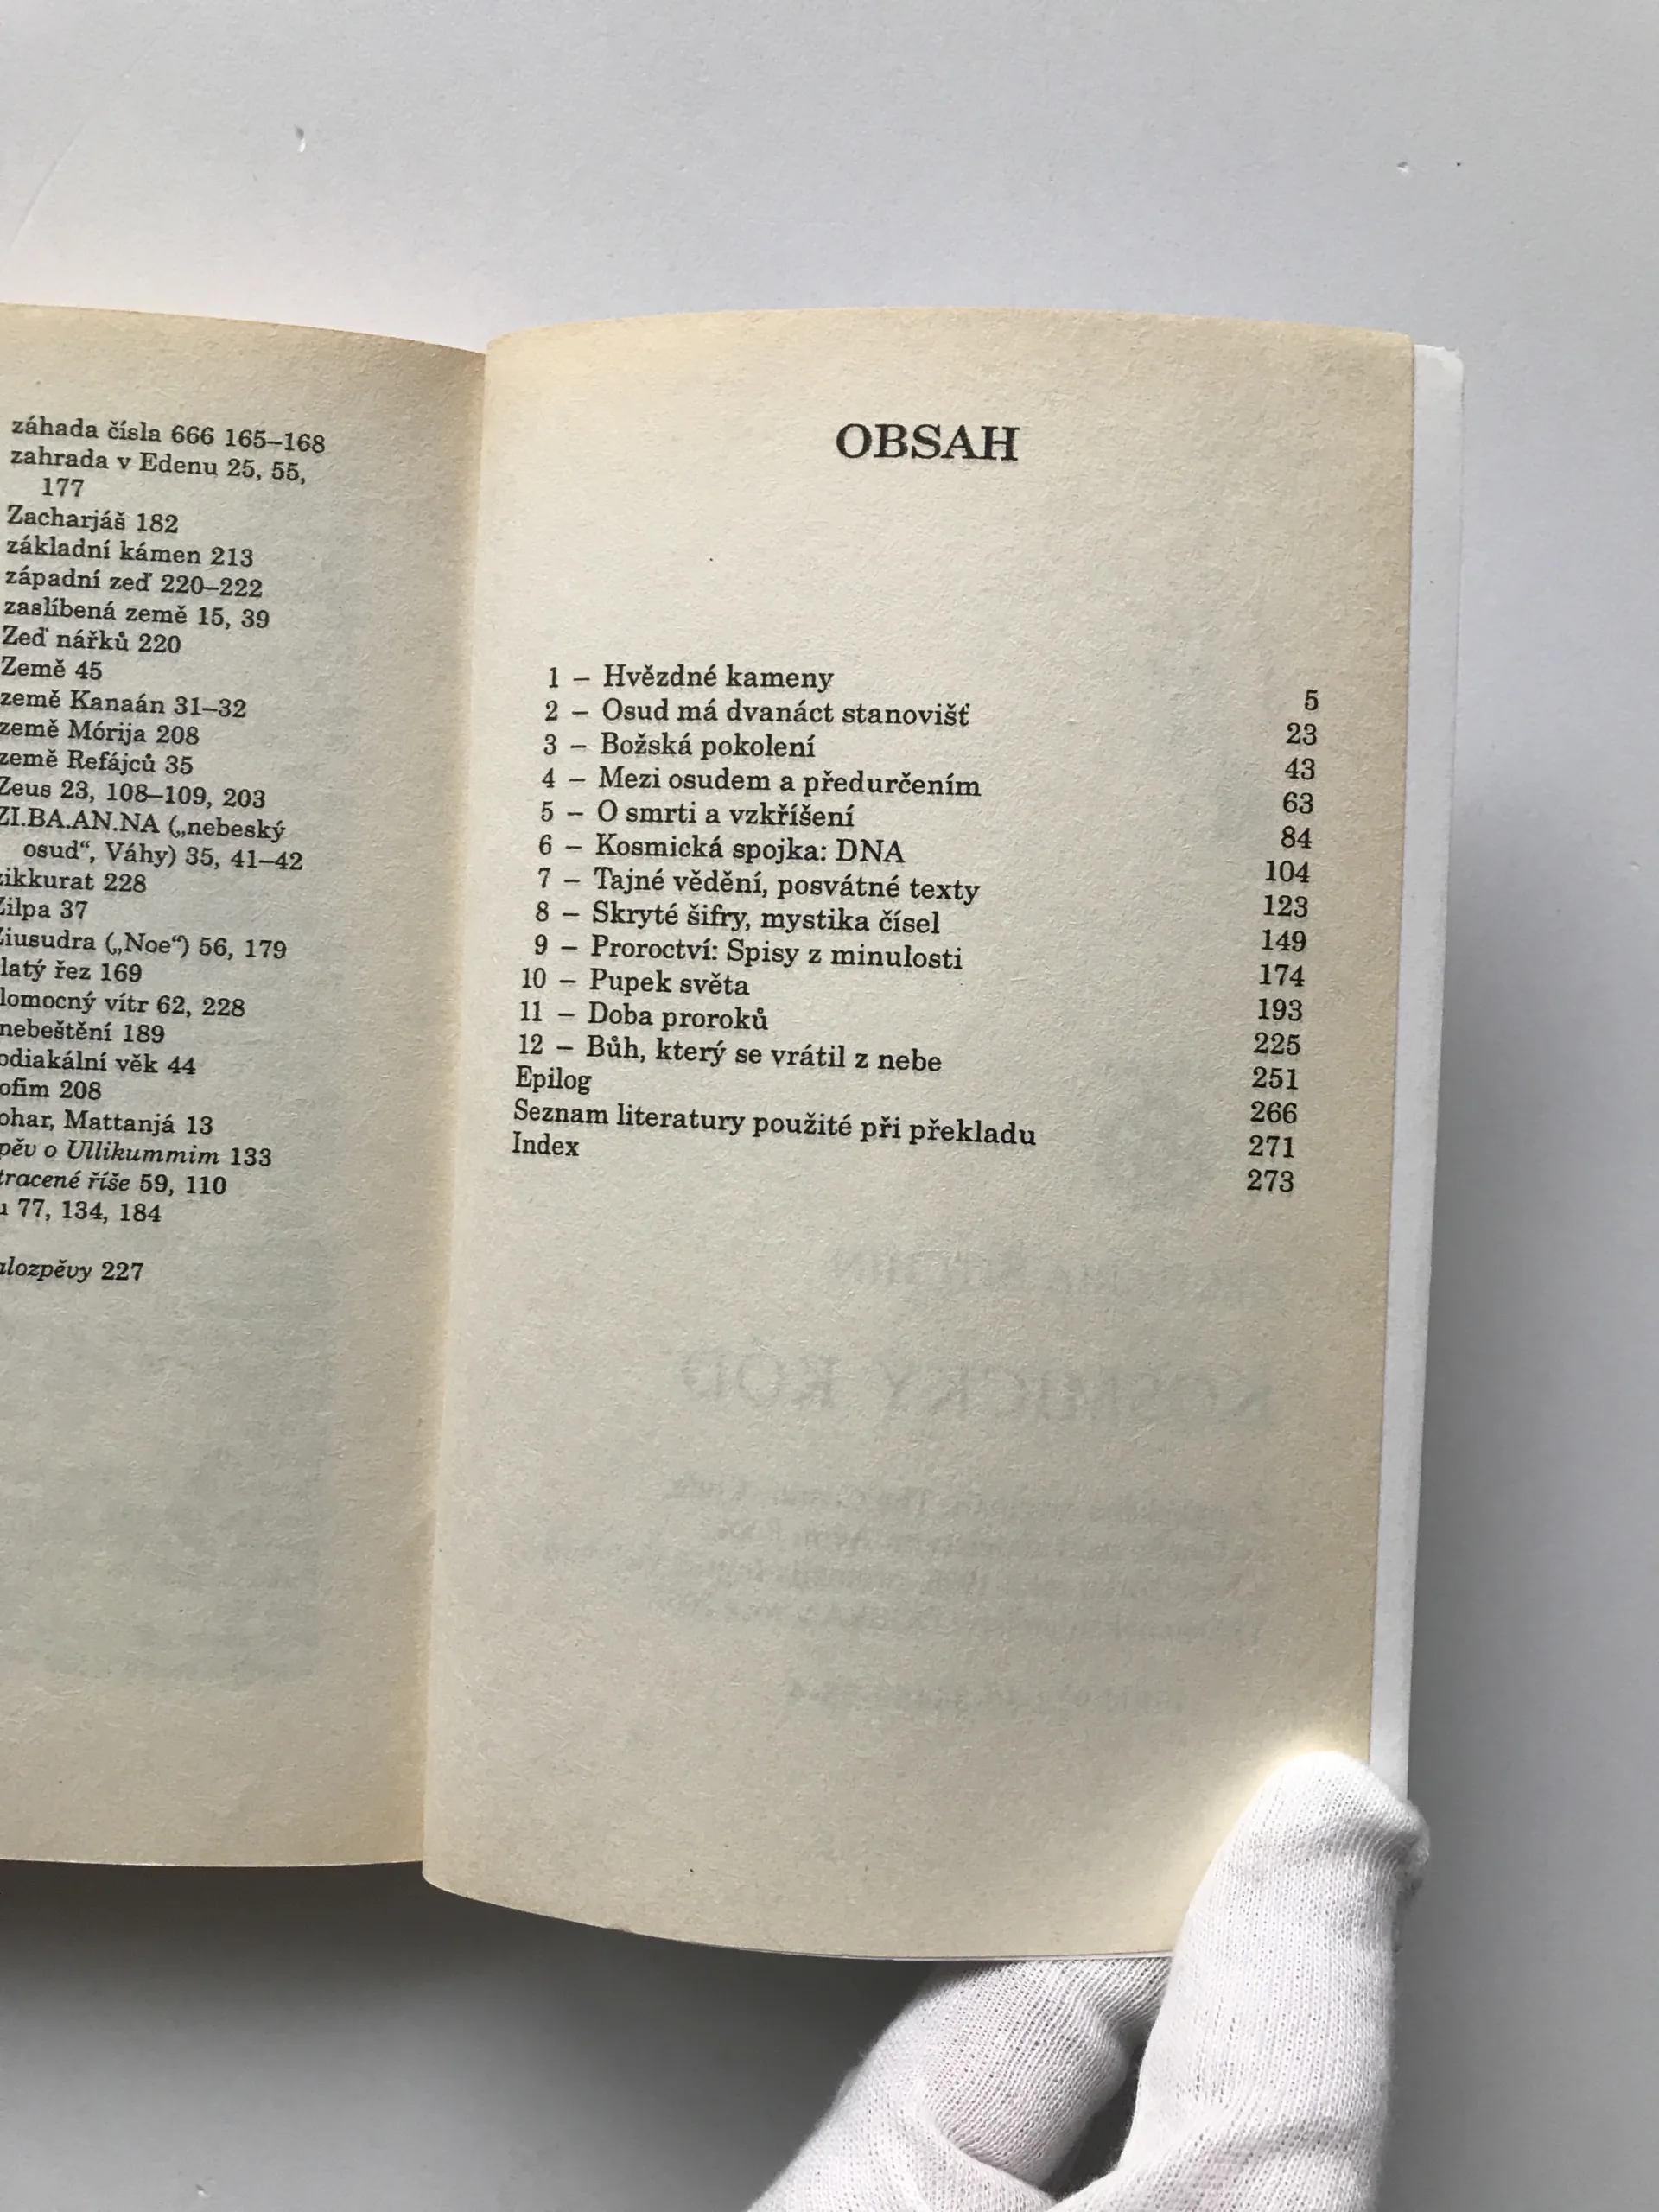 záhada čísla 666 165–168
zahrada v Edenu 25, 55,
177
Zacharjáš 182
základní kámen 213
západní zeď 220–222
zaslíbená země 15, 39
Zeď nářků 220
Země 45
země Kanaán 31–32
země Mórija 208
země Refájců 35
Zeus 23, 108–109, 203
ZI.BA.AN.NA („nebeský
osud“, Váhy) 35, 41–42
zikkurat 228
Zilpa 37
Ziusudra („Noe“) 56, 179
latý řez 169
lomocný vítr 62, 228
nebeštění 189
odiakální věk 44
ofim 208
ohar, Mattanjá 13
pěv o Ullikummim 133
tracené říše 59, 110
77, 134, 184
alozpěvy 227
OBSAH
1 – Hvězdné kameny 5
2 – Osud má dvanáct stanovišť 23
3 – Božská pokolení 43
4 – Mezi osudem a předurčením 63
5 – O smrti a vzkříšení 84
6 – Kosmická spojka: DNA 104
7 – Tajné vědění, posvátné texty 123
8 – Skryté šifry, mystika čísel 149
9 – Proroctví: Spisy z minulosti 174
10 – Pupek světa 193
11 – Doba proroků 225
12 – Bůh, který se vrátil z nebe 251
Epilog 266
Seznam literatury použité při překladu 271
Index 273
KOSMICKÝ KÓD